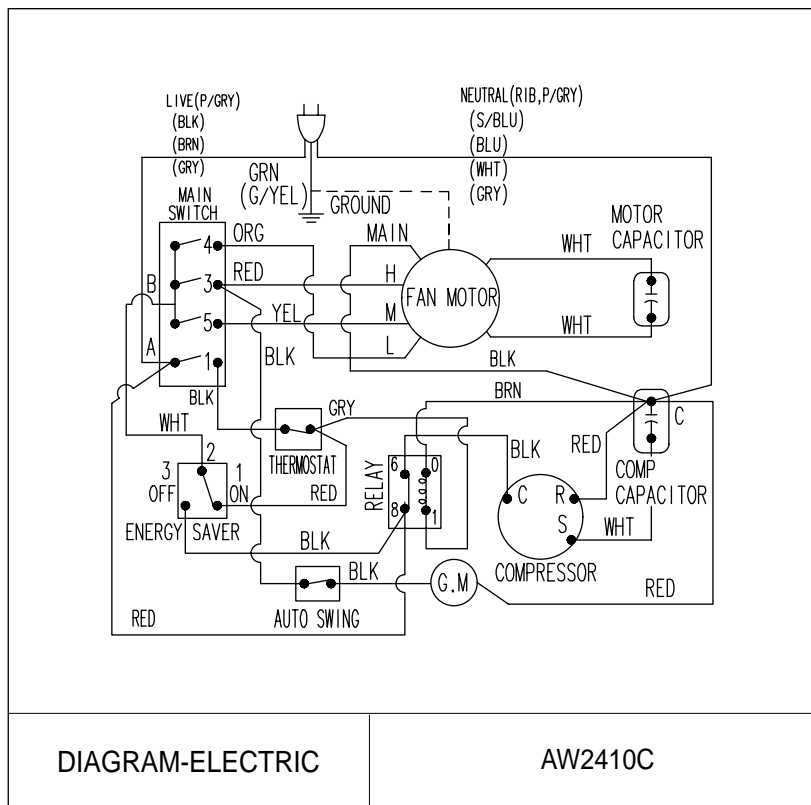 LIVE(P/GRY)
(BLK)
(BRN)
(GRY)
NEUTRAL(RIB,P/GRY)
(S/BLU)
(BLU)
(WHT)
(GRY)
GRN
(G/YEL)
GROUND
MAIN
SWITCH
MOTOR
CAPACITOR
4
ORG
MAIN
WHT
B
3
RED
H
FAN MOTOR
5
YEL
M
WHT
A
1
BLK
L
BLK
BLK
BRN
C
WHT
GRY
THERMOSTAT
BLK
RED
COMP
CAPACITOR
3
OFF
2
1
ON
RED
RELAY
6
0
8
1
C
R
S
WHT
ENERGY SAVER
BLK
COMPRESSOR
BLK
G.M
RED
AUTO SWING
RED
DIAGRAM-ELECTRIC
AW2410C